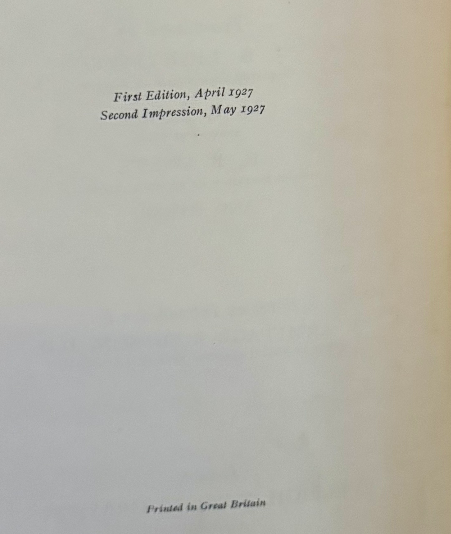 First Edition, April 1927
Second Impression, May 1927
Printed in Great Britain